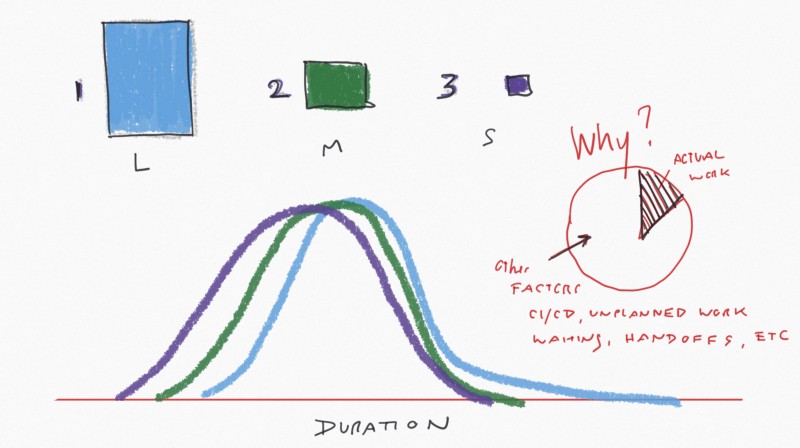 1
2
3
L
M
S
Why?
ACTUAL
WORK
Other
FACTORS
CI/CD, UNPLANNED WORK
WAITING, HANDOFFS, ETC
DURATION